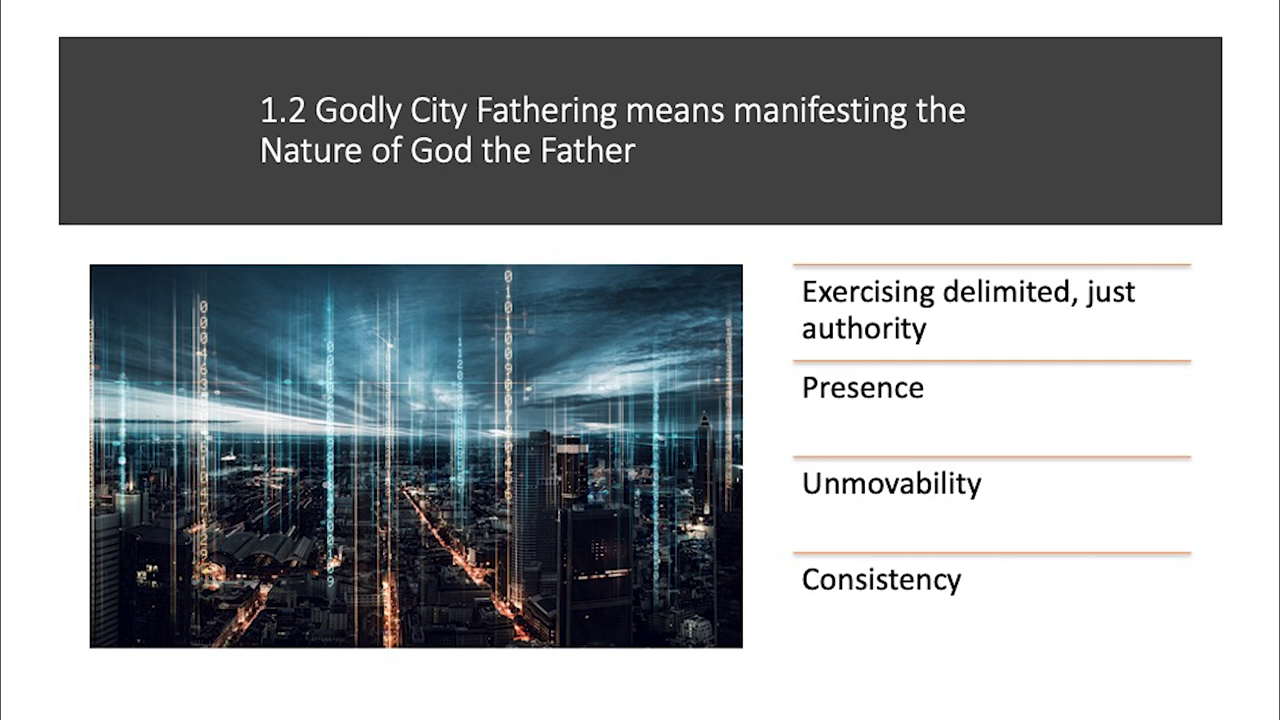 1.2 Godly City Fathering means manifesting the
Nature of God the Father
Exercising delimited, just
authority
Presence
Unmovability
Consistency